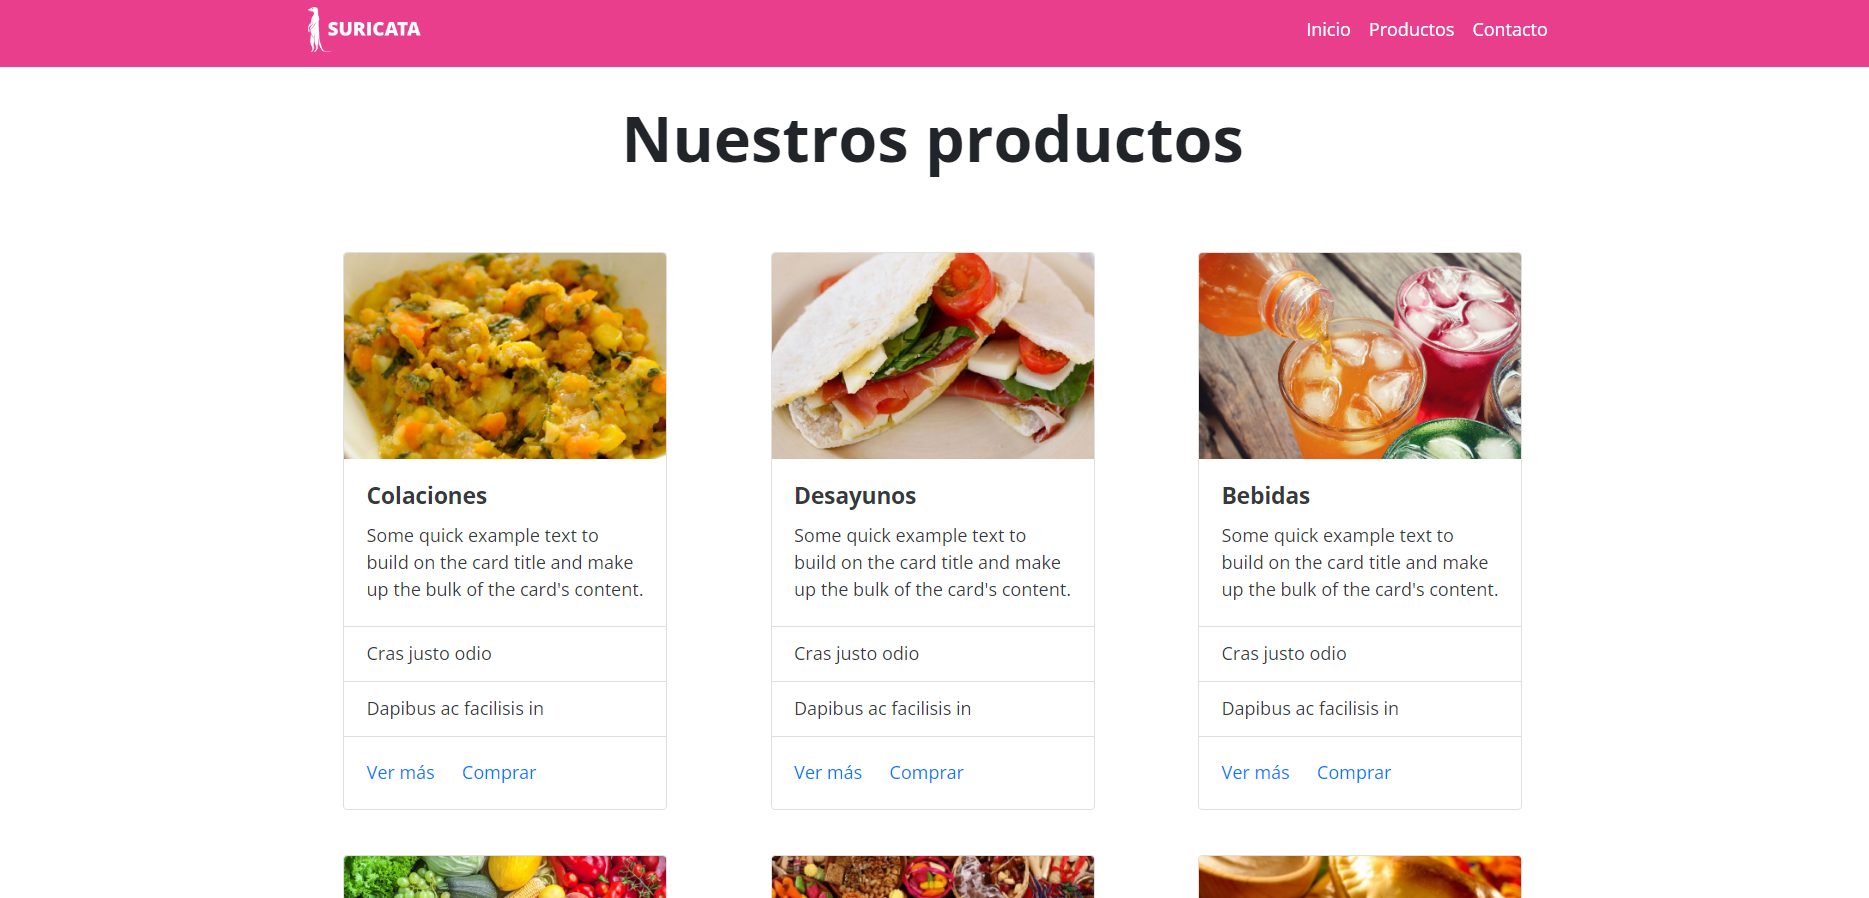 SURICATA
Inicio Productos Contacto
Nuestros productos
Colaciones
Some quick example text to
build on the card title and make
up the bulk of the card's content.
Cras justo odio
Dapibus ac facilisis in
Ver más Comprar
Desayunos
Some quick example text to
build on the card title and make
up the bulk of the card's content.
Cras justo odio
Dapibus ac facilisis in
Ver más Comprar
Bebidas
Some quick example text to
build on the card title and make
up the bulk of the card's content.
Cras justo odio
Dapibus ac facilisis in
Ver más Comprar